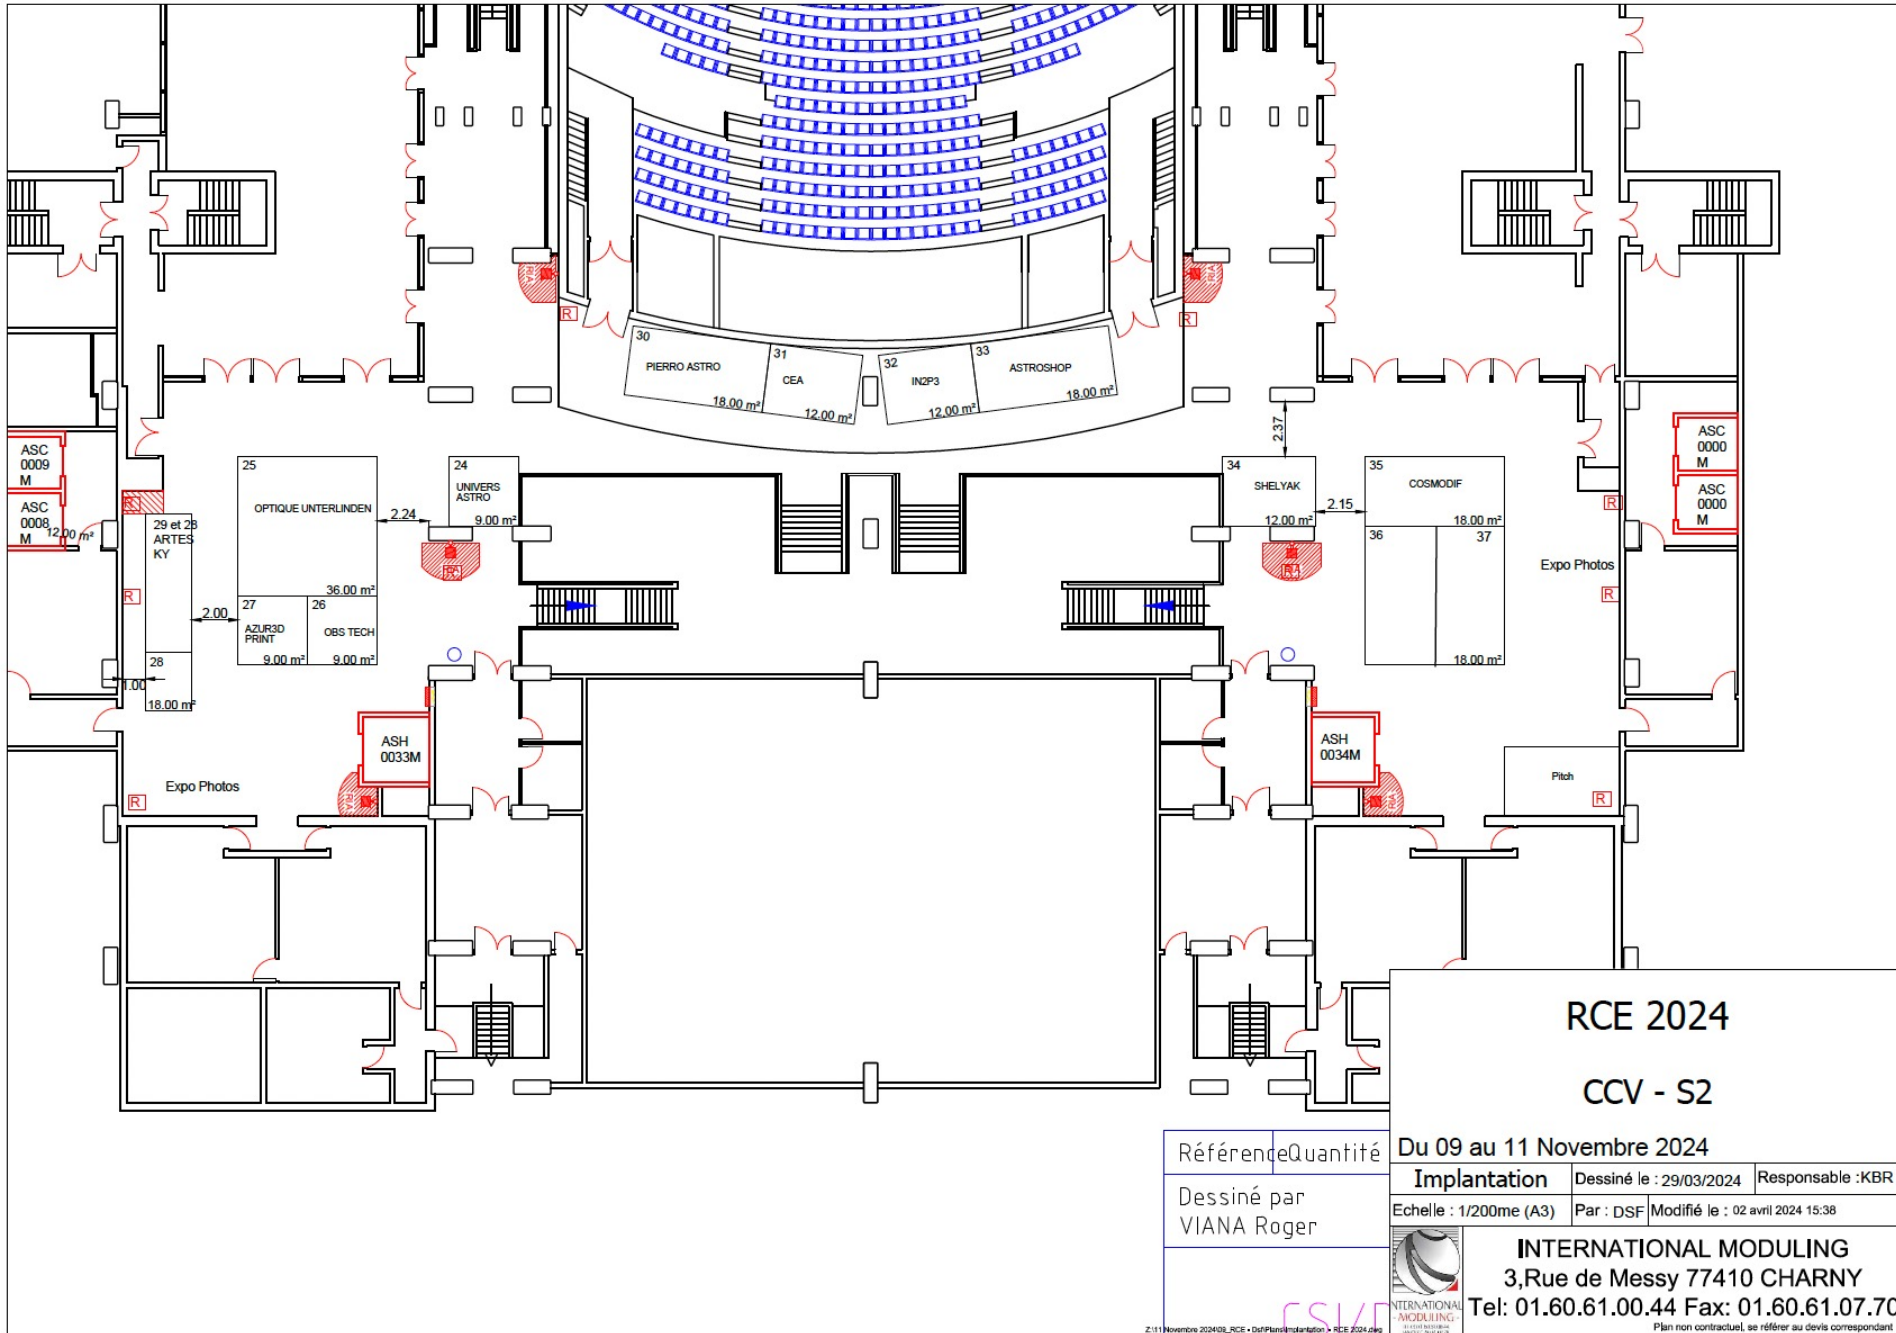 RIA
R
RIA
R
30
PIERRO ASTRO
18.00 m²
31
CEA
12.00 m²
32
IN2P3
12.00 m²
33
ASTROSHOP
18.00 m²
2.37
ASC
0009
M
ASC
0008
M
12.00 m²
R
29 et 28
ARTES
KY
R
2.00
28
1.00
18.00 m²
25
OPTIQUE UNTERLINDEN
36.00 m²
2.24
27
AZUR3D
PRINT
9.00 m²
26
OBS TECH
9.00 m²
24
UNIVERS
ASTRO
9.00 m²
RIA
R
34
SHELYAK
12.00 m²
2.15
RIA
R
35
COSMODIF
18.00 m²
36
37
18.00 m²
Expo Photos
R
R
ASC
0000
M
ASC
0000
M
ASH
0033M
RIA
Expo Photos
R
ASH
0034M
RIA
Pitch
R
RCE 2024
CCV - S2
Du 09 au 11 Novembre 2024
Implantation
Dessiné le : 29/03/2024
Responsable :KBR
Echelle : 1/200me (A3)
Par : DSF
Modifié le : 02 avril 2024 15:38
INTERNATIONAL MODULING
3,Rue de Messy 77410 CHARNY
Tel: 01.60.61.00.44 Fax: 01.60.61.07.70
Plan non contractuel, se référer au devis correspondant
INTERNATIONAL
- MODULING -
Référence
Quantité
Dessiné par
VIANA Roger